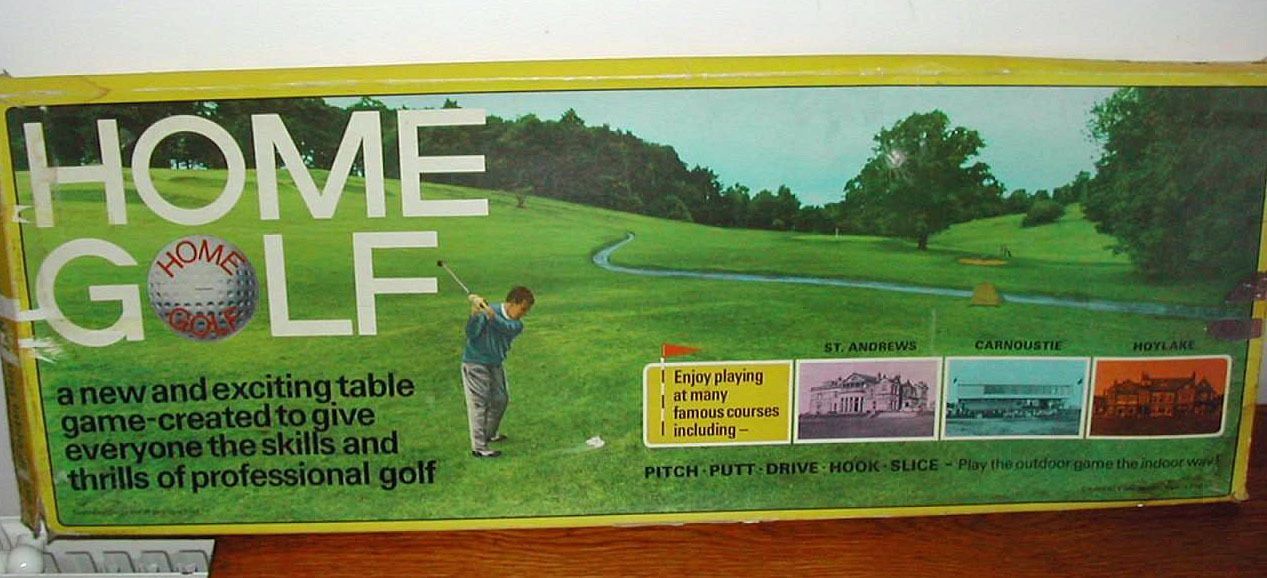 HOME
GOLF
HOME
GOLF
a new and exciting table
game-created to give
everyone the skills and
thrills of professional golf
Enjoy playing
at many
famous courses
including –
ST. ANDREWS
CARNOUSTIE
HOYLAKE
PITCH · PUTT · DRIVE · HOOK · SLICE – Play the outdoor game the indoor way!